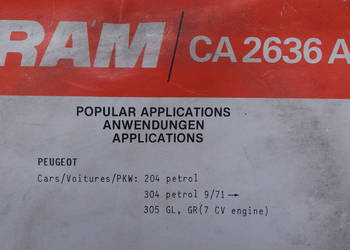 RAM / CA 2636 A
POPULAR APPLICATIONS
ANWENDUNGEN
APPLICATIONS
PEUGEOT
Cars/Voitures/PKW: 204 petrol
304 petrol 9/71→
305 GL, GR(7 CV engine)